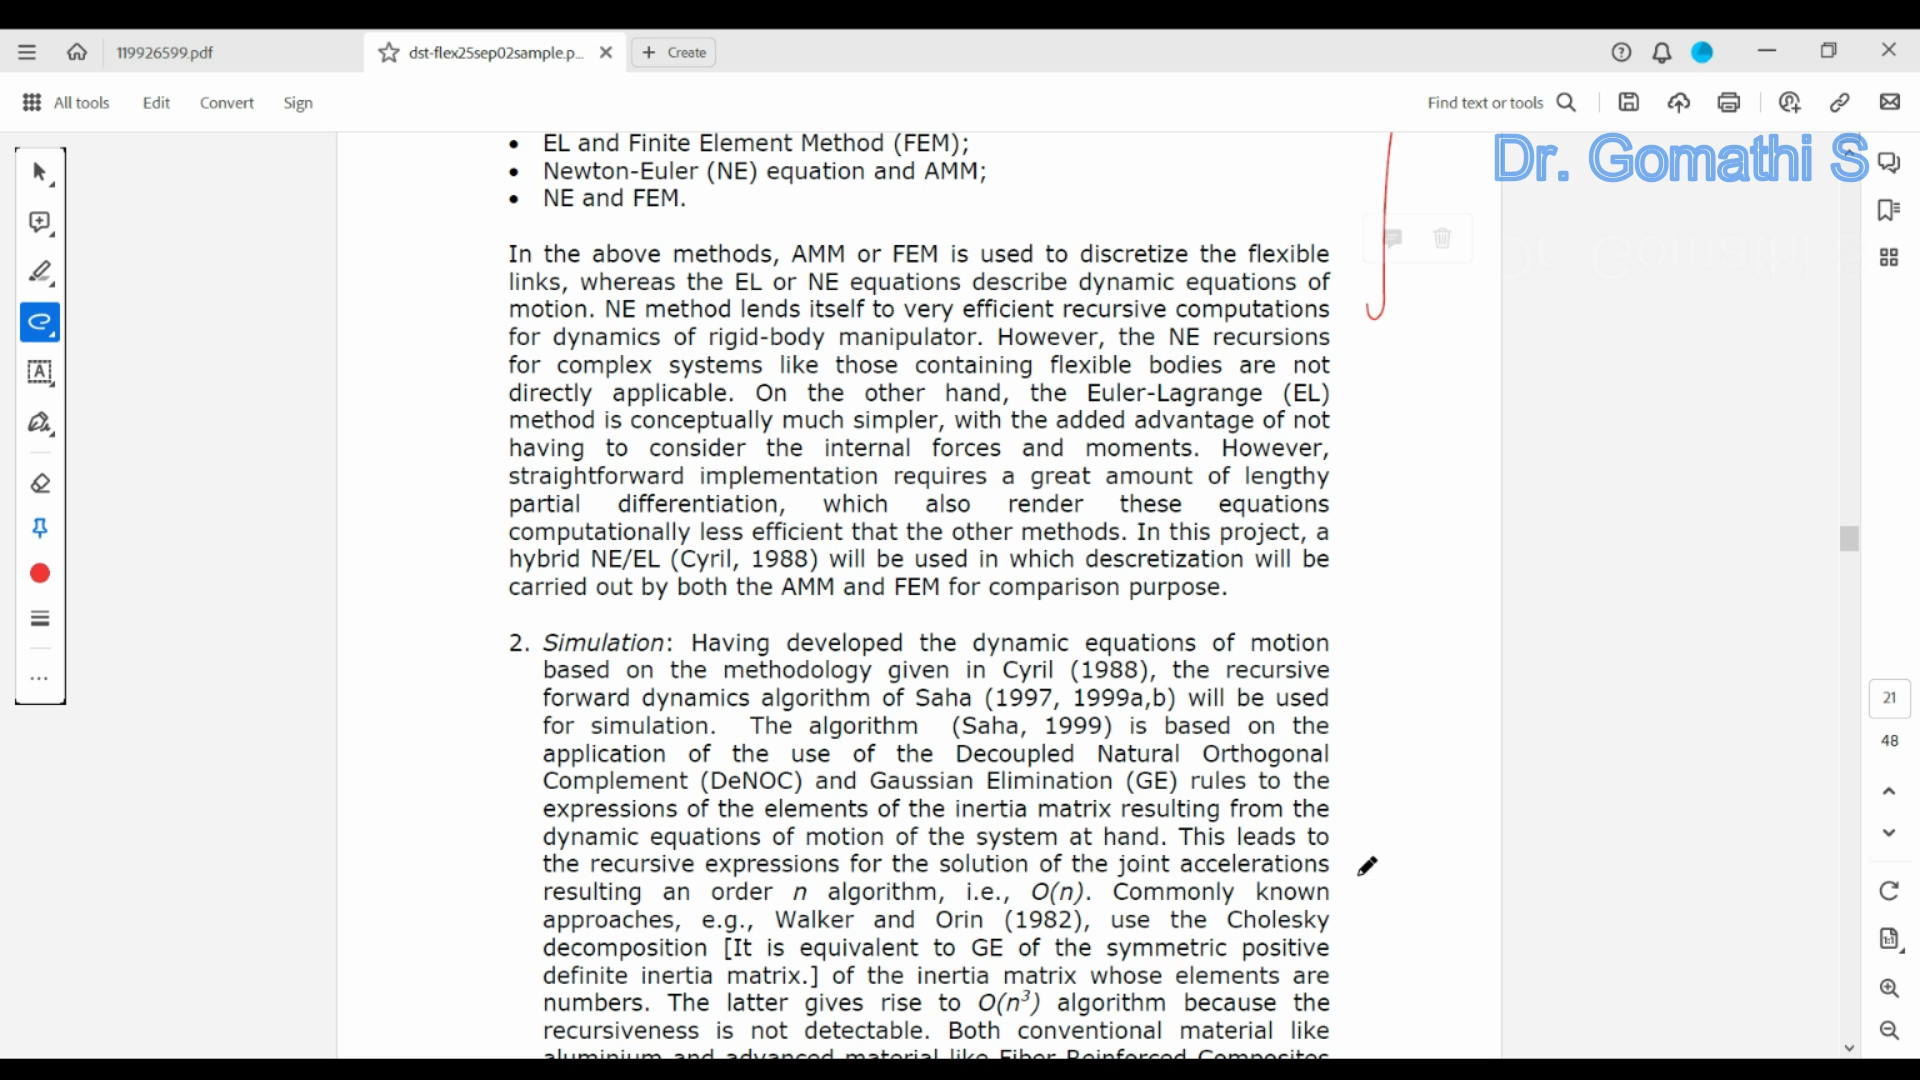 119926599.pdf
dst-flex25sep02sample.p...
Create
All tools
Edit
Convert
Sign
Find text or tools
Dr. Gomathi S
• EL and Finite Element Method (FEM);
• Newton-Euler (NE) equation and AMM;
• NE and FEM.
In the above methods, AMM or FEM is used to discretize the flexible
links, whereas the EL or NE equations describe dynamic equations of
motion. NE method lends itself to very efficient recursive computations
for dynamics of rigid-body manipulator. However, the NE recursions
for complex systems like those containing flexible bodies are not
directly applicable. On the other hand, the Euler-Lagrange (EL)
method is conceptually much simpler, with the added advantage of not
having to consider the internal forces and moments. However,
straightforward implementation requires a great amount of lengthy
partial differentiation, which also render these equations
computationally less efficient that the other methods. In this project, a
hybrid NE/EL (Cyril, 1988) will be used in which descretization will be
carried out by both the AMM and FEM for comparison purpose.
2. Simulation: Having developed the dynamic equations of motion
based on the methodology given in Cyril (1988), the recursive
forward dynamics algorithm of Saha (1997, 1999a,b) will be used
for simulation. The algorithm (Saha, 1999) is based on the
application of the use of the Decoupled Natural Orthogonal
Complement (DeNOC) and Gaussian Elimination (GE) rules to the
expressions of the elements of the inertia matrix resulting from the
dynamic equations of motion of the system at hand. This leads to
the recursive expressions for the solution of the joint accelerations
resulting an order n algorithm, i.e., O(n). Commonly known
approaches, e.g., Walker and Orin (1982), use the Cholesky
decomposition [It is equivalent to GE of the symmetric positive
definite inertia matrix.] of the inertia matrix whose elements are
numbers. The latter gives rise to O(n³) algorithm because the
recursiveness is not detectable. Both conventional material like
aluminium and advanced material like Fiber Reinforced Composites
21
48